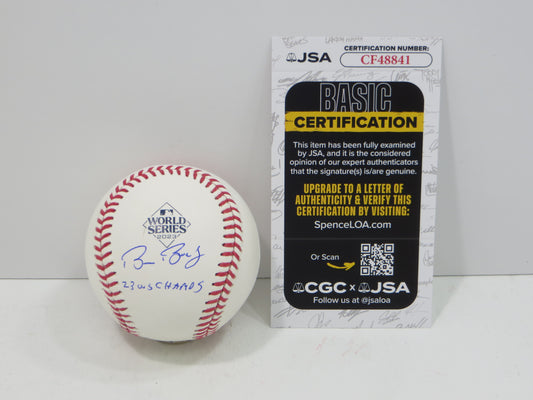 WORLD
SERIES
2023
23 WS CHAMPS
JSA
CERTIFICATION NUMBER:
CF48841
BASIC
CERTIFICATION
This item has been fully examined
by JSA, and it is the considered
opinion of our expert authenticators
that the signature(s) is/are genuine.
UPGRADE TO A LETTER OF
AUTHENTICITY & VERIFY THIS
CERTIFICATION BY VISITING:
SpenceLOA.com
Or Scan
CGC x JSA
Follow us at @jsaloa